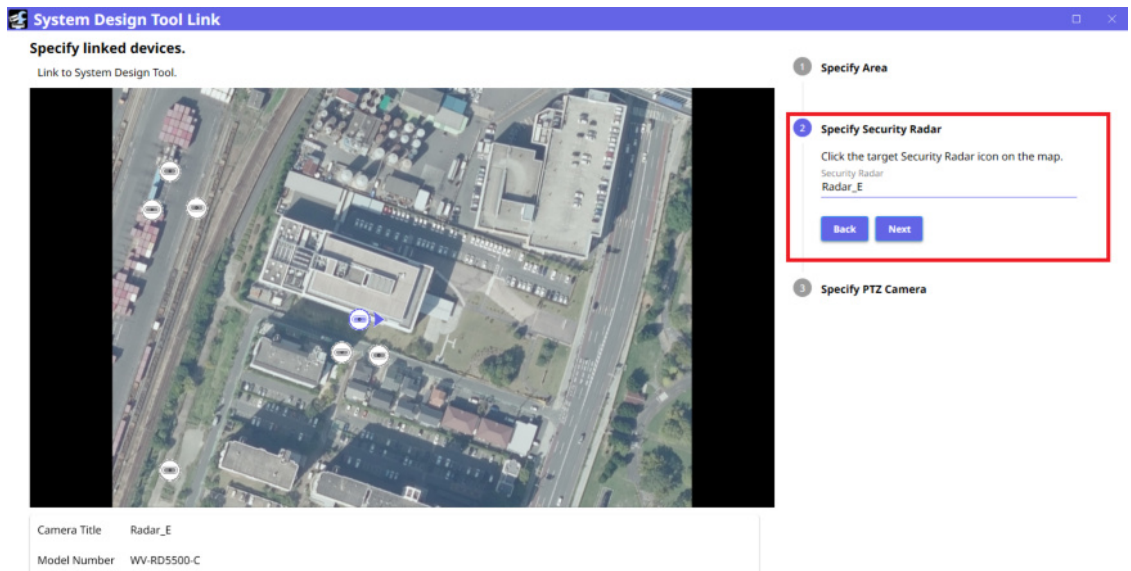 System Design Tool Link
Specify linked devices.
Link to System Design Tool.
1 Specify Area
2 Specify Security Radar
Click the target Security Radar icon on the map.
Security Radar
Radar_E
Back Next
3 Specify PTZ Camera
Camera Title Radar_E
Model Number WV-RD5500-C